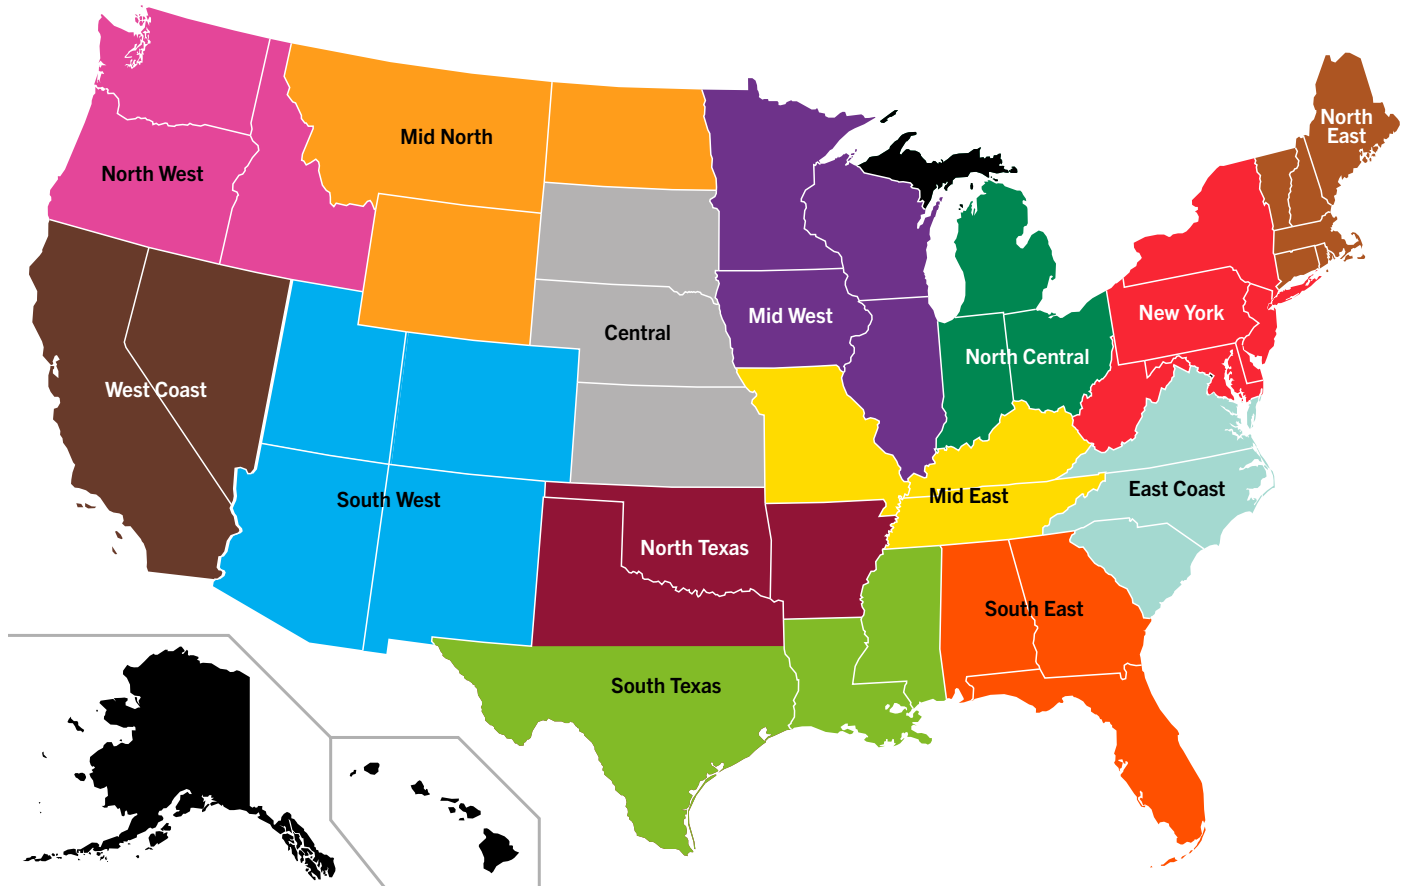 North
East
Mid North
North West
New York
Mid West
Central
North Central
West Coast
East Coast
Mid East
South West
North Texas
South East
South Texas